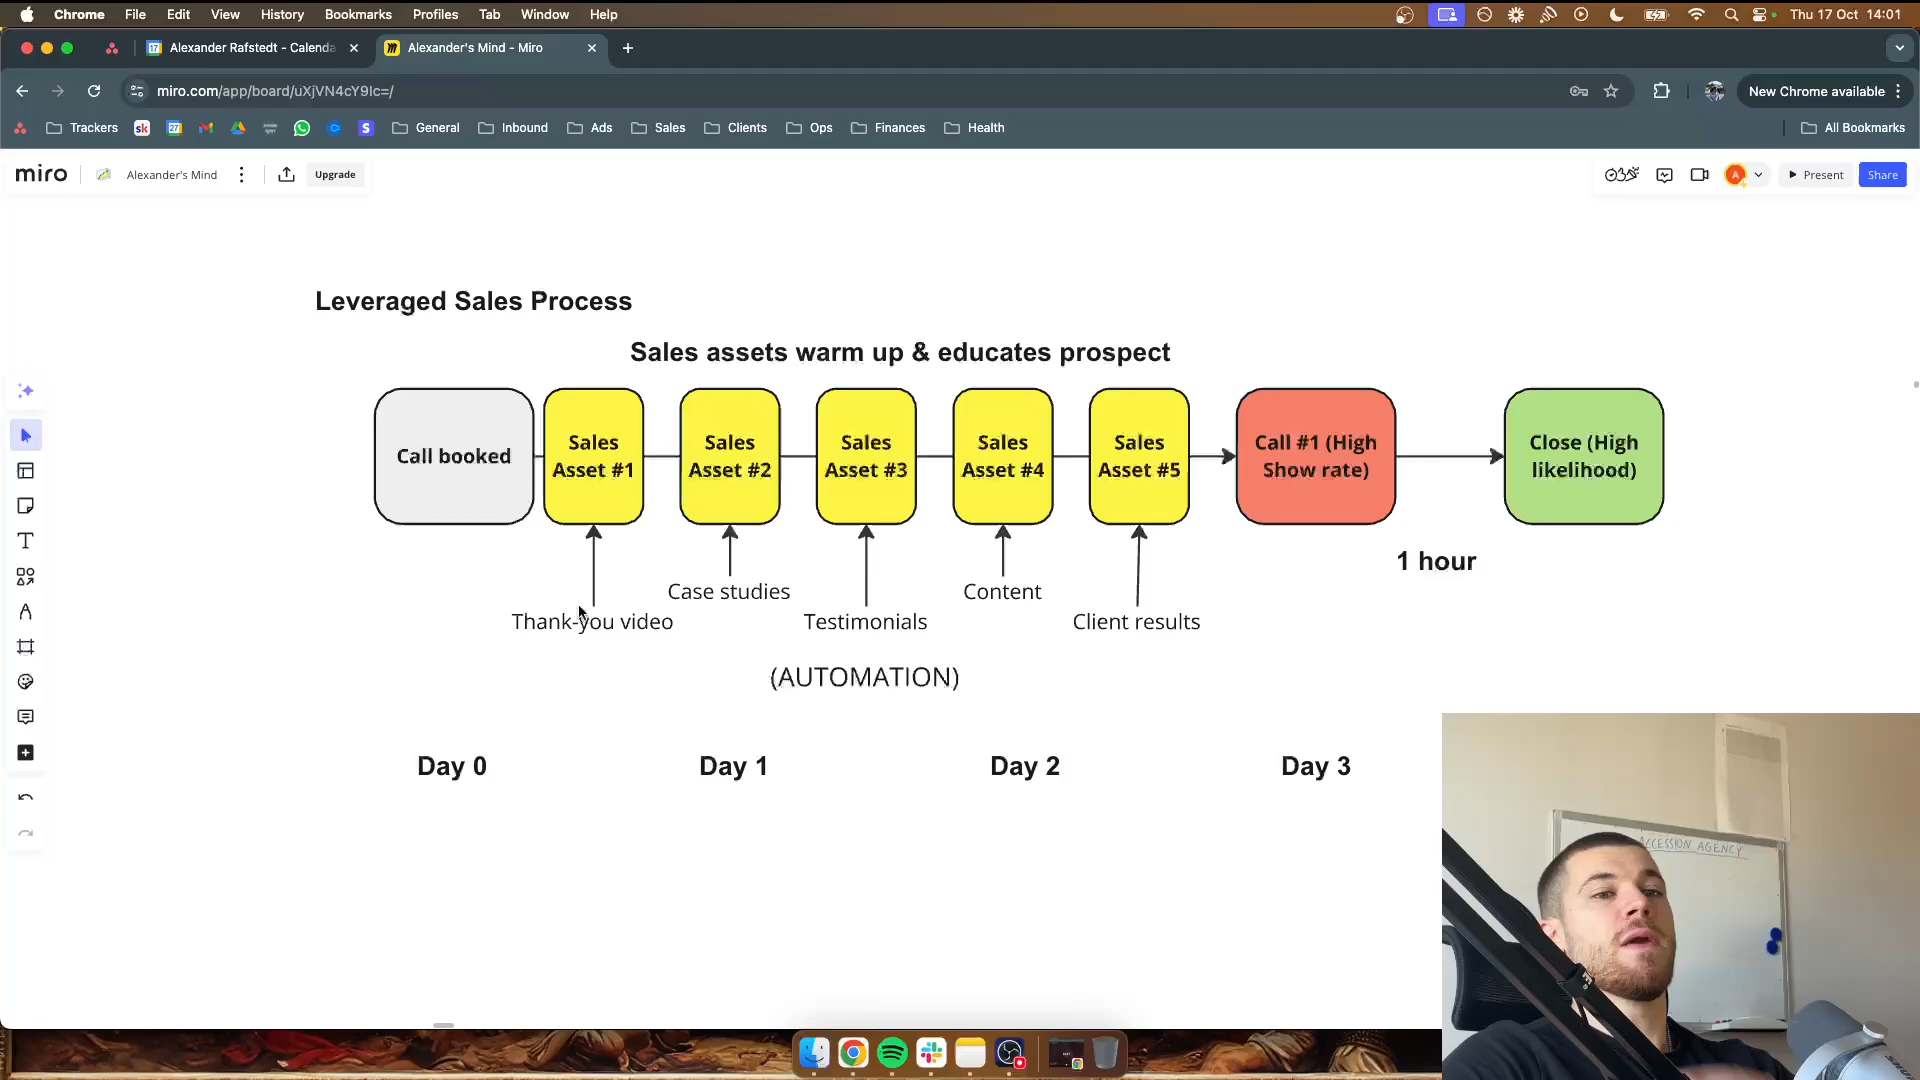 Chrome File Edit View History Bookmarks Profiles Tab Window Help Thu 17 Oct 14:01
17 Alexander Rafstedt - Calenda Alexander's Mind - Miro
miro.com/app/board/uXjVN4cY9Ic=/ New Chrome available
Trackers sk 27 S General Inbound Ads Sales Clients Ops Finances Health All Bookmarks
miro Alexander's Mind Upgrade A Present Share
Leveraged Sales Process
Sales assets warm up & educates prospect
Call booked
Sales
Asset #1
Sales
Asset #2
Sales
Asset #3
Sales
Asset #4
Sales
Asset #5
Call #1 (High
Show rate)
Close (High
likelihood)
1 hour
Thank-you video
Case studies
Testimonials
Content
Client results
(AUTOMATION)
Day 0 Day 1 Day 2 Day 3
ACCESSION AGENCY